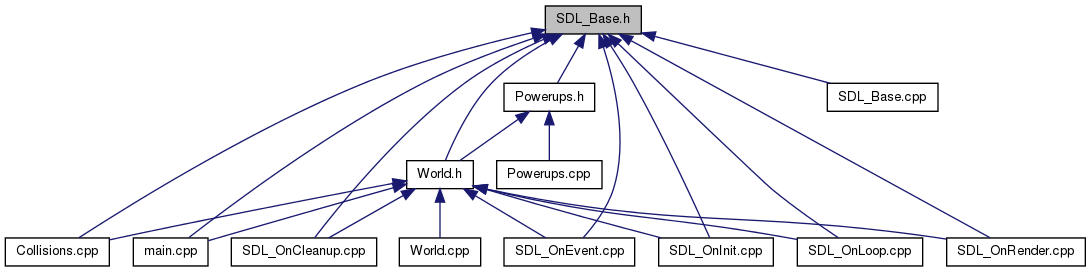 SDL_Base.h
Powerups.h
SDL_Base.cpp
World.h
Powerups.cpp
Collisions.cpp
main.cpp
SDL_OnCleanup.cpp
World.cpp
SDL_OnEvent.cpp
SDL_OnInit.cpp
SDL_OnLoop.cpp
SDL_OnRender.cpp